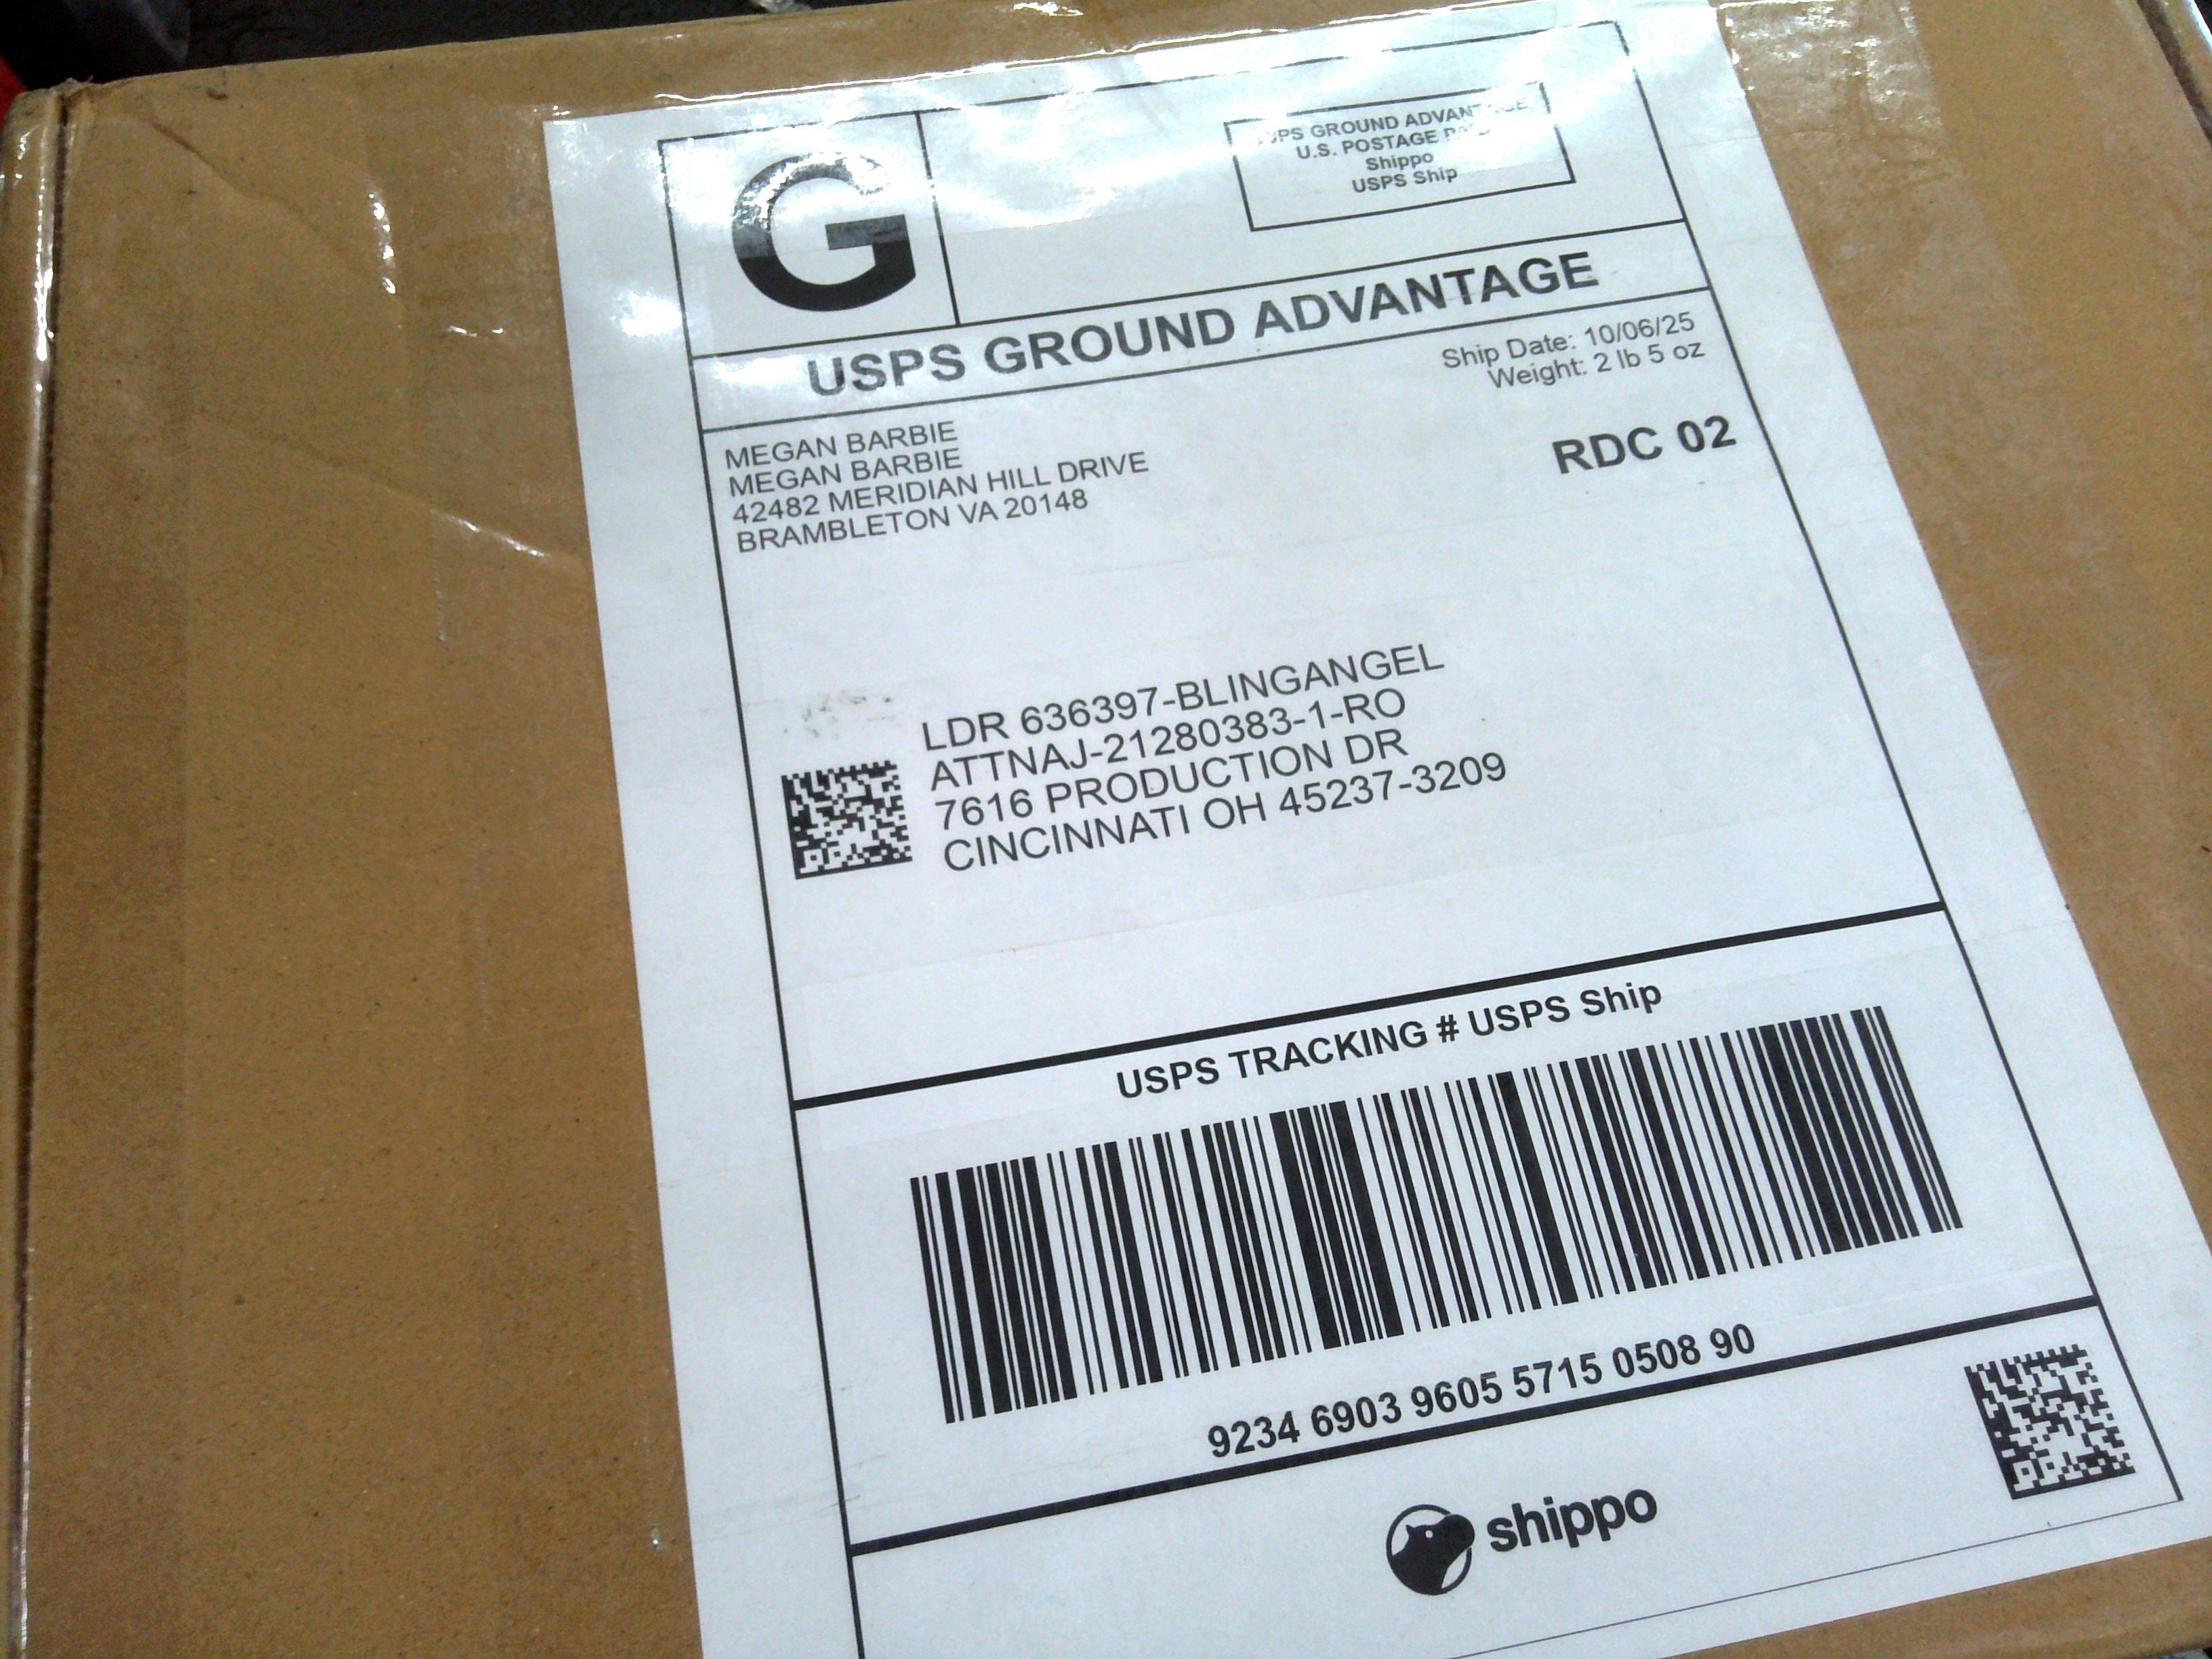 G
USPS GROUND ADVANTAGE
U.S. POSTAGE PAID
Shippo
USPS Ship
USPS GROUND ADVANTAGE
Ship Date: 10/06/25
Weight: 2 lb 5 oz
MEGAN BARBIE
MEGAN BARBIE
42482 MERIDIAN HILL DRIVE
BRAMBLETON VA 20148
RDC 02
LDR 636397-BLINGANGEL
ATTNAJ-21280383-1-RO
7616 PRODUCTION DR
CINCINNATI OH 45237-3209
USPS TRACKING # USPS Ship
9234 6903 9605 5715 0508 90
shippo